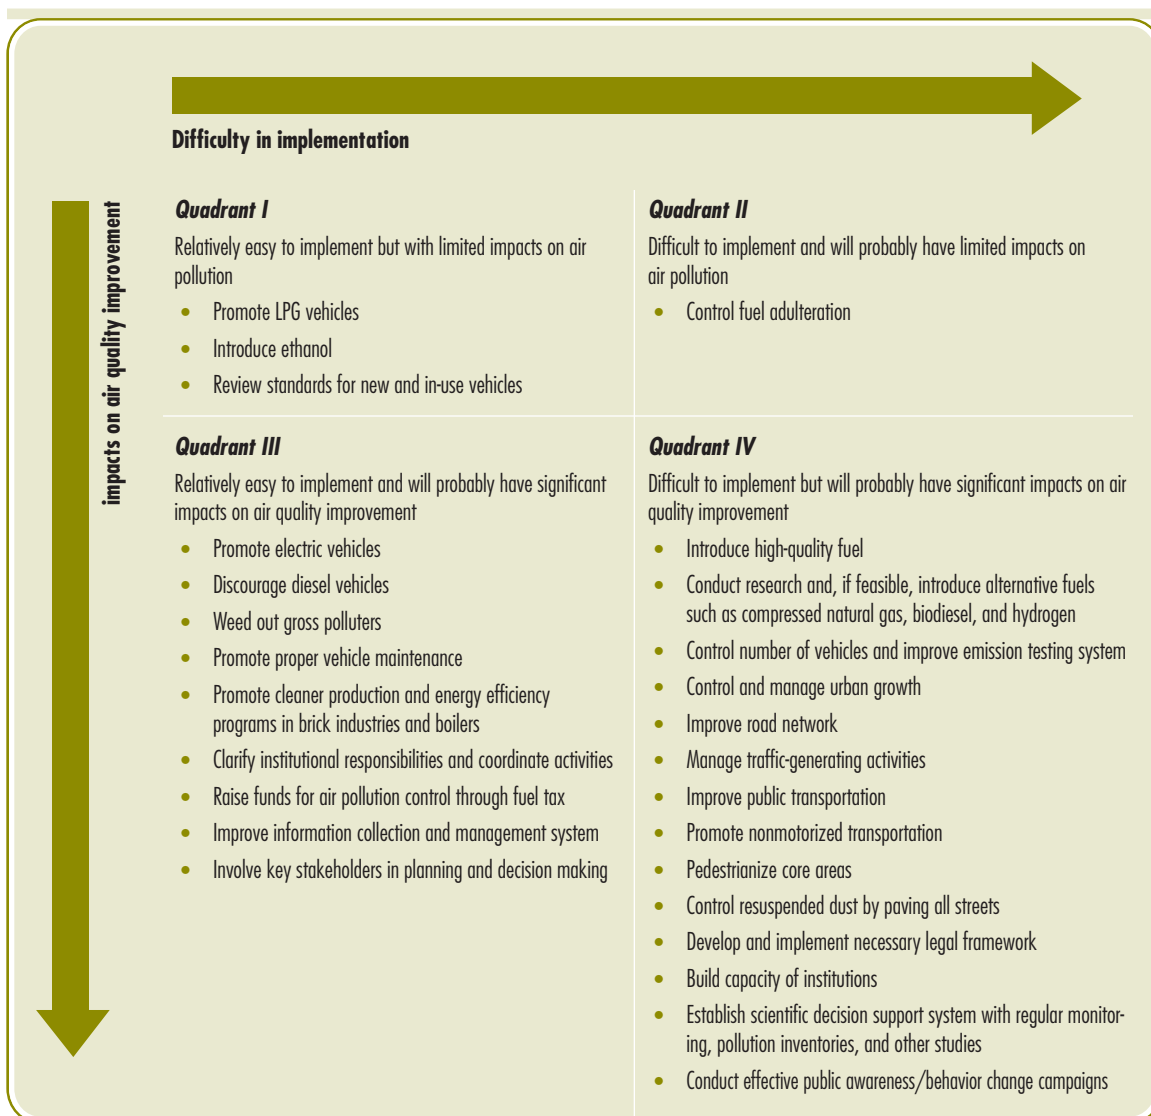 Difficulty in implementation
impacts on air quality improvement
Quadrant I
Relatively easy to implement but with limited impacts on air
pollution
• Promote LPG vehicles
• Introduce ethanol
• Review standards for new and in-use vehicles
Quadrant II
Difficult to implement and will probably have limited impacts on
air pollution
• Control fuel adulteration
Quadrant III
Relatively easy to implement and will probably have significant
impacts on air quality improvement
• Promote electric vehicles
• Discourage diesel vehicles
• Weed out gross polluters
• Promote proper vehicle maintenance
• Promote cleaner production and energy efficiency
programs in brick industries and boilers
• Clarify institutional responsibilities and coordinate activities
• Raise funds for air pollution control through fuel tax
• Improve information collection and management system
• Involve key stakeholders in planning and decision making
Quadrant IV
Difficult to implement but will probably have significant impacts on air
quality improvement
• Introduce high-quality fuel
• Conduct research and, if feasible, introduce alternative fuels
such as compressed natural gas, biodiesel, and hydrogen
• Control number of vehicles and improve emission testing system
• Control and manage urban growth
• Improve road network
• Manage traffic-generating activities
• Improve public transportation
• Promote nonmotorized transportation
• Pedestrianize core areas
• Control resuspended dust by paving all streets
• Develop and implement necessary legal framework
• Build capacity of institutions
• Establish scientific decision support system with regular monitor-
ing, pollution inventories, and other studies
• Conduct effective public awareness/behavior change campaigns